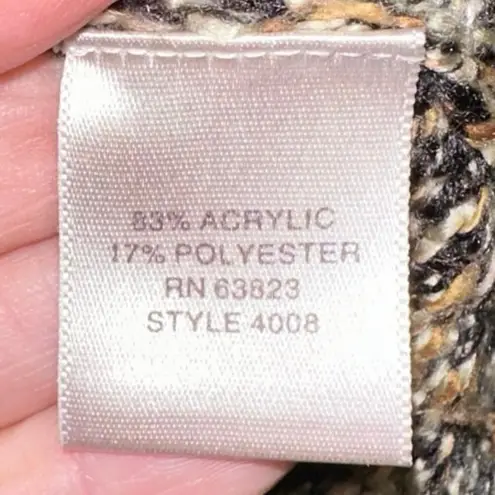 83% ACRYLIC
17% POLYESTER
RN 63823
STYLE 4008